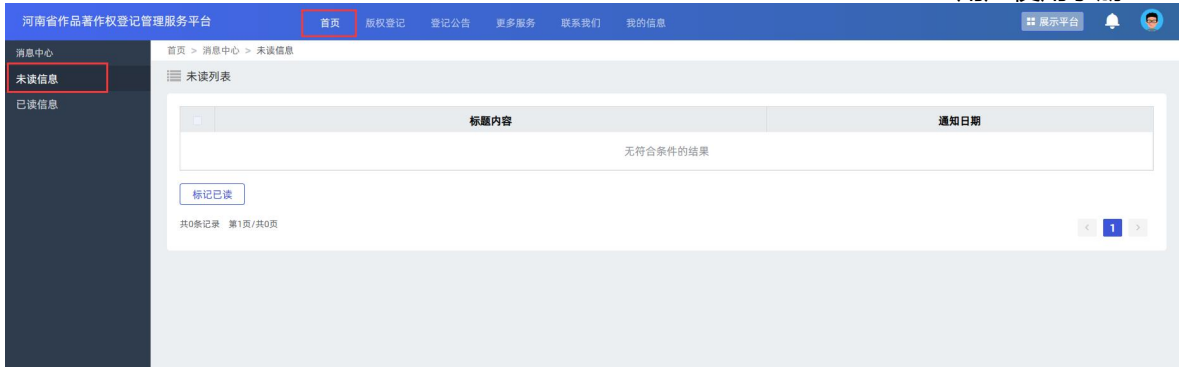 河南省作品著作权登记管理服务平台 首页 版权登记 登记公告 更多服务 联系我们 我的信息 展示平台
消息中心
首页 > 消息中心 > 未读信息
未读信息
未读列表
已读信息
标题内容 通知日期
无符合条件的结果
标记已读
共0条记录 第1页/共0页
< 1 >